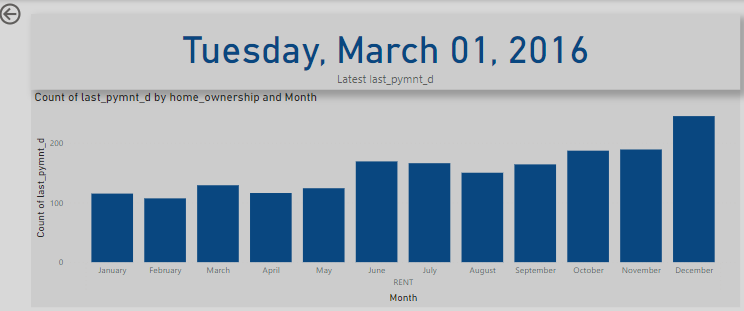 Tuesday, March 01, 2016
Latest last_pymnt_d
Count of last_pymnt_d by home_ownership and Month
Count of last_pymnt_d
200
100
0
January February March April May June July August September October November December
RENT
Month